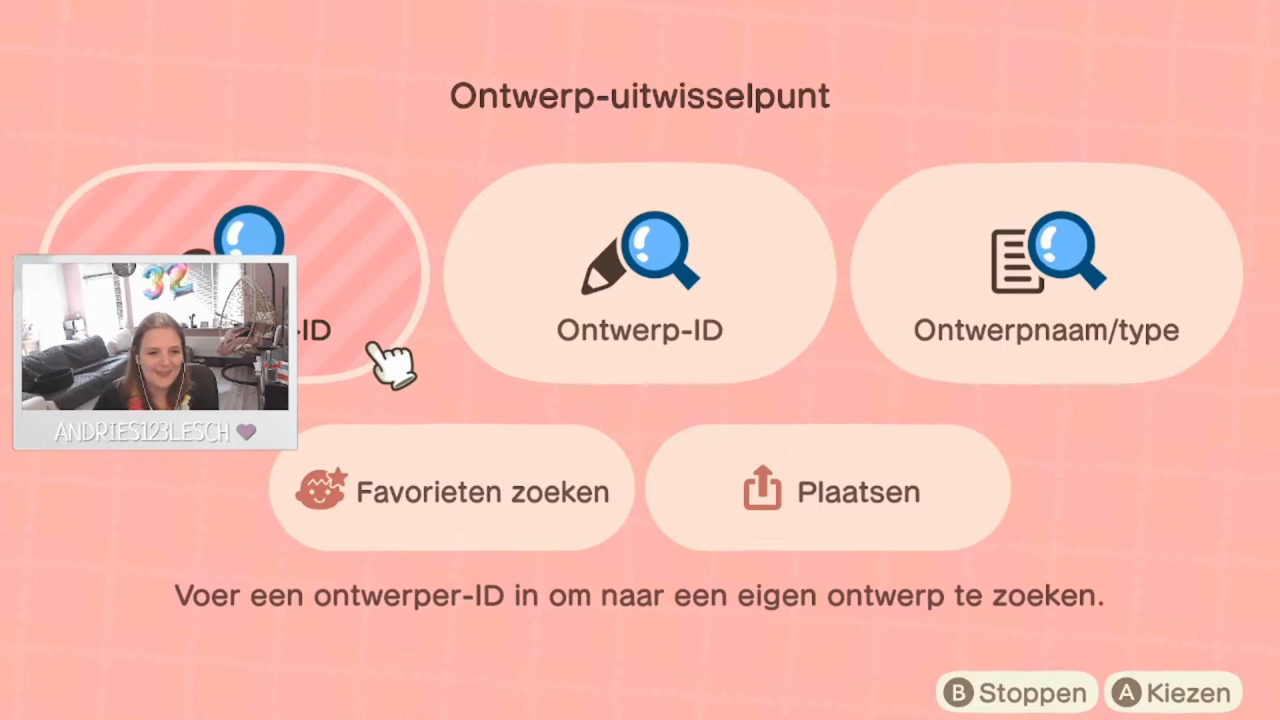 Ontwerp-uitwisselpunt
-ID
Ontwerp-ID
Ontwerpnaam/type
32
ANDRIES123LESCH
Favorieten zoeken
Plaatsen
Voer een ontwerper-ID in om naar een eigen ontwerp te zoeken.
B Stoppen
A Kiezen